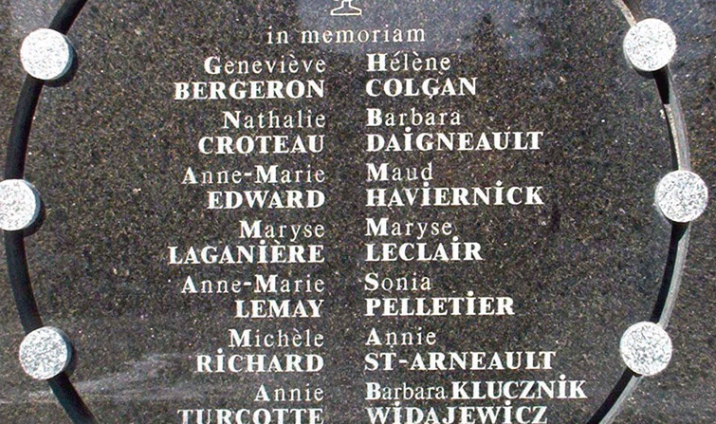 in memoriam
Geneviève
BERGERON
Hélène
COLGAN
Nathalie
CROTEAU
Barbara
DAIGNEAULT
Anne-Marie
EDWARD
Maud
HAVIERNICK
Maryse
LAGANIÈRE
Maryse
LECLAIR
Anne-Marie
LEMAY
Sonia
PELLETIER
Michèle
RICHARD
Annie
ST-ARNEAULT
Annie
TURCOTTE
Barbara KLUCZNIK
WIDAJEWICZ